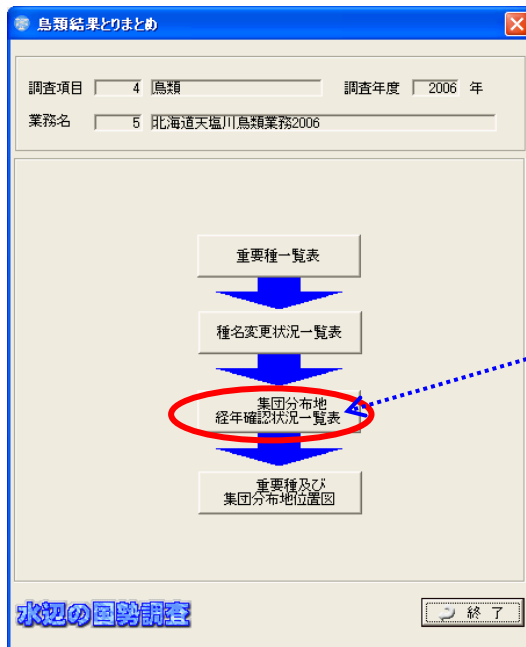 鳥類結果とりまとめ
調査項目 4 鳥類 調査年度 2006 年
業務名 5 北海道天塩川鳥類業務2006
重要種一覧表
種名変更状況一覧表
集団分布地
経年確認状況一覧表
重要種及び
集団分布地位置図
水辺の国勢調査
終了